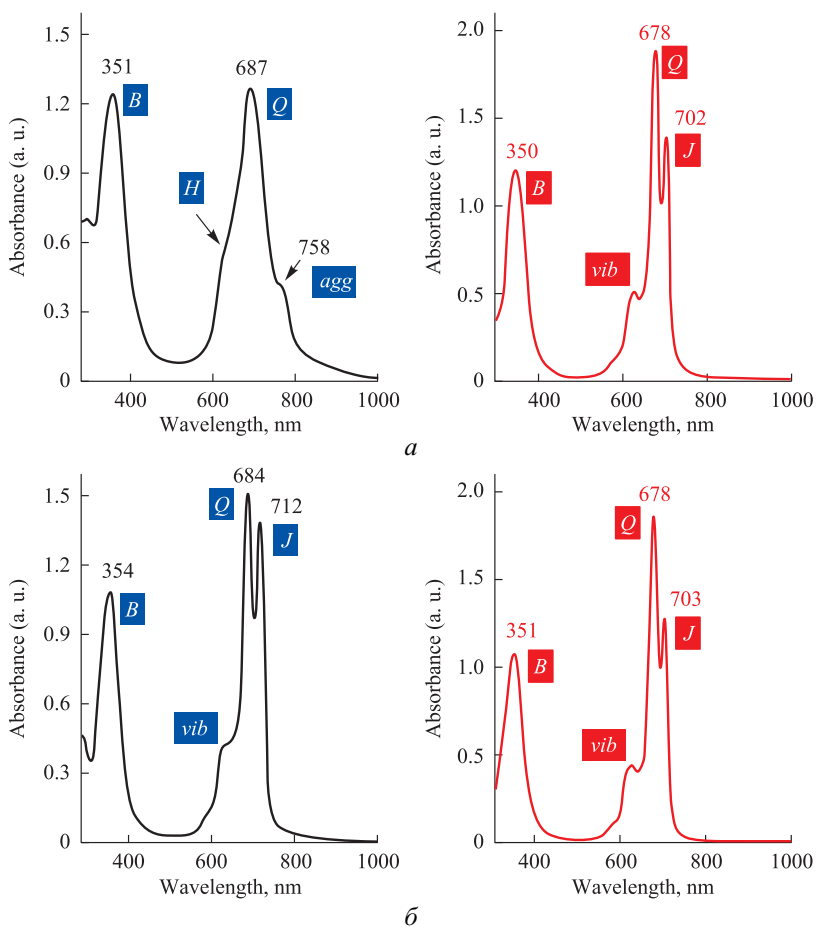 Absorbance (a. u.)
1.5
1.2
0.9
0.6
0.3
0
351
B
687
Q
H
758
agg
400 600 800 1000
Wavelength, nm
Absorbance (a. u.)
2.0
1.5
1.0
0.5
0
678
Q
702
J
350
B
vib
400 600 800 1000
Wavelength, nm
а
Absorbance (a. u.)
1.5
1.2
0.9
0.6
0.3
0
684
Q
712
J
354
B
vib
400 600 800 1000
Wavelength, nm
Absorbance (a. u.)
2.0
1.5
1.0
0.5
0
678
Q
703
J
351
B
vib
400 600 800 1000
Wavelength, nm
б